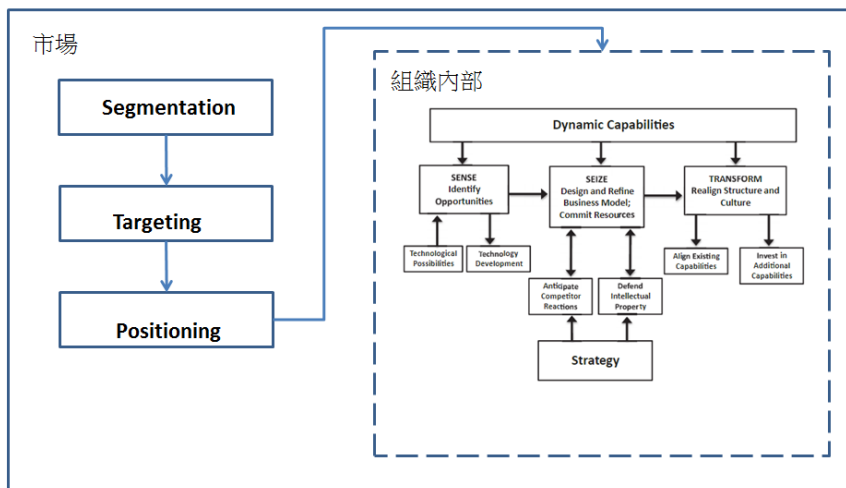 市場
Segmentation
Targeting
Positioning
組織內部
Dynamic Capabilities
SENSE
Identify
Opportunities
SEIZE
Design and Refine
Business Model;
Commit Resources
TRANSFORM
Realign Structure and
Culture
Technological
Possibilities
Technology
Development
Anticipate
Competitor
Reactions
Defend
Intellectual
Property
Align Existing
Capabilities
Invest in
Additional
Capabilities
Strategy